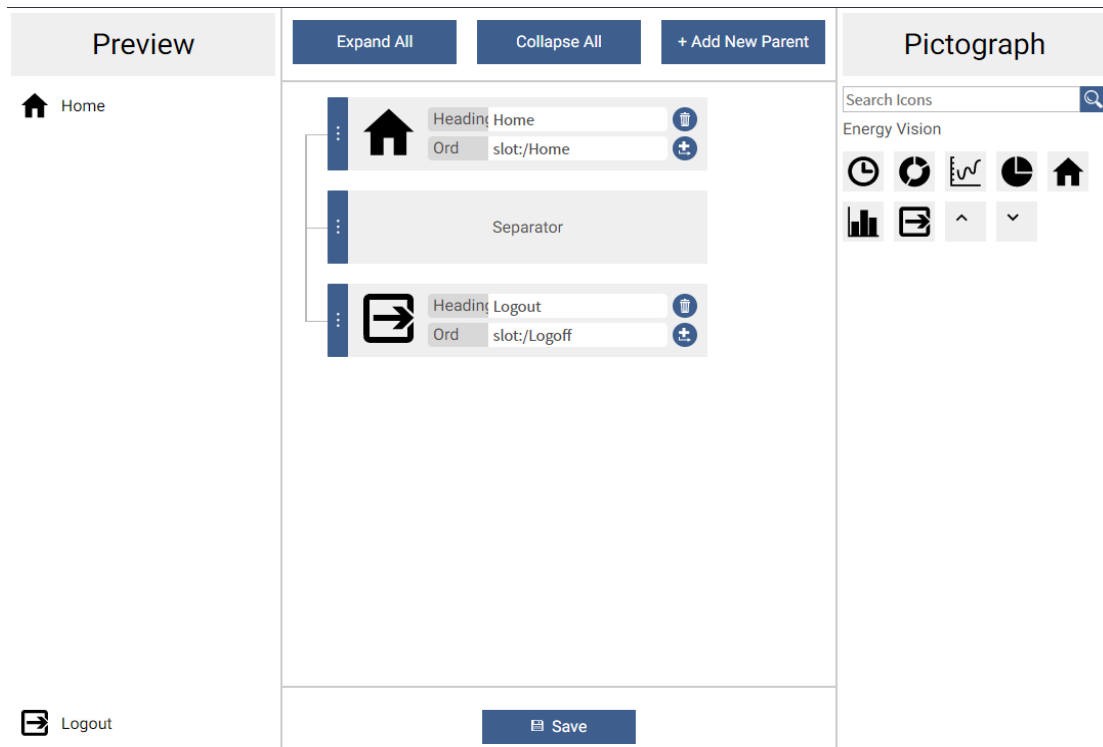 Preview
Home
Logout
Expand All
Collapse All
+ Add New Parent
Heading Home
Ord slot:/Home
Separator
Heading Logout
Ord slot:/Logoff
Save
Pictograph
Search Icons
Energy Vision